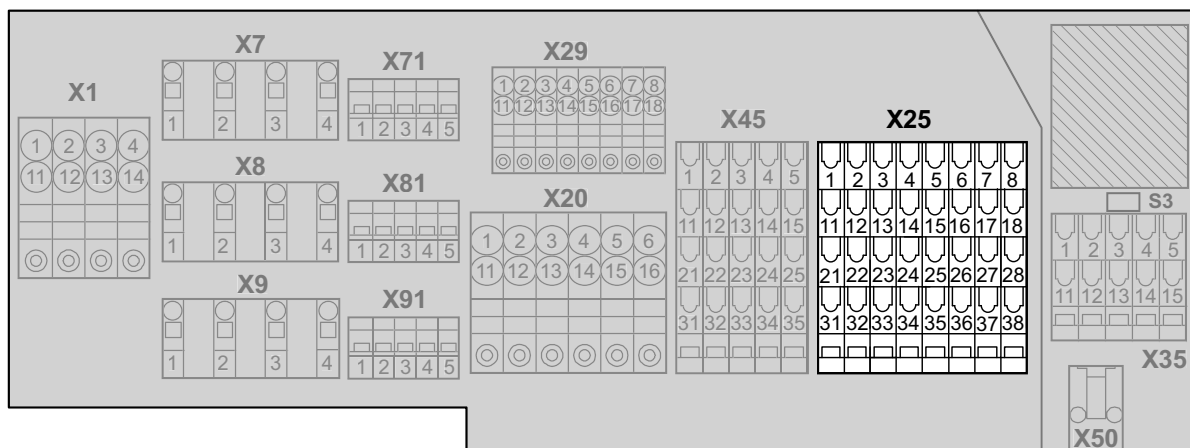 X1
1 2 3 4
11 12 13 14
X7
1 2 3 4
X8
1 2 3 4
X9
1 2 3 4
X71
1 2 3 4 5
X81
1 2 3 4 5
X91
1 2 3 4 5
X29
1 2 3 4 5 6 7 8
11 12 13 14 15 16 17 18
X20
1 2 3 4 5 6
11 12 13 14 15 16
X45
1 2 3 4 5
11 12 13 14 15
21 22 23 24 25
31 32 33 34 35
X25
1 2 3 4 5 6 7 8
11 12 13 14 15 16 17 18
21 22 23 24 25 26 27 28
31 32 33 34 35 36 37 38
S3
1 2 3 4 5
11 12 13 14 15
X35
X50